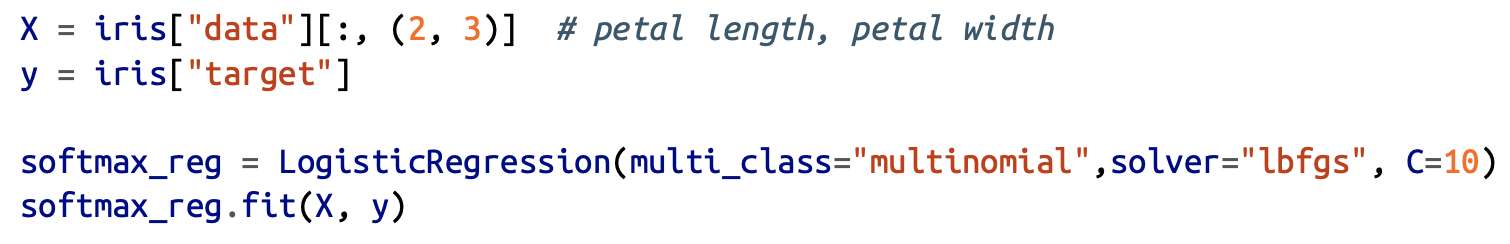 X = iris["data"][:, (2, 3)]  # petal length, petal width
y = iris["target"]
softmax_reg = LogisticRegression(multi_class="multinomial",solver="lbfgs", C=10)
softmax_reg.fit(X, y)